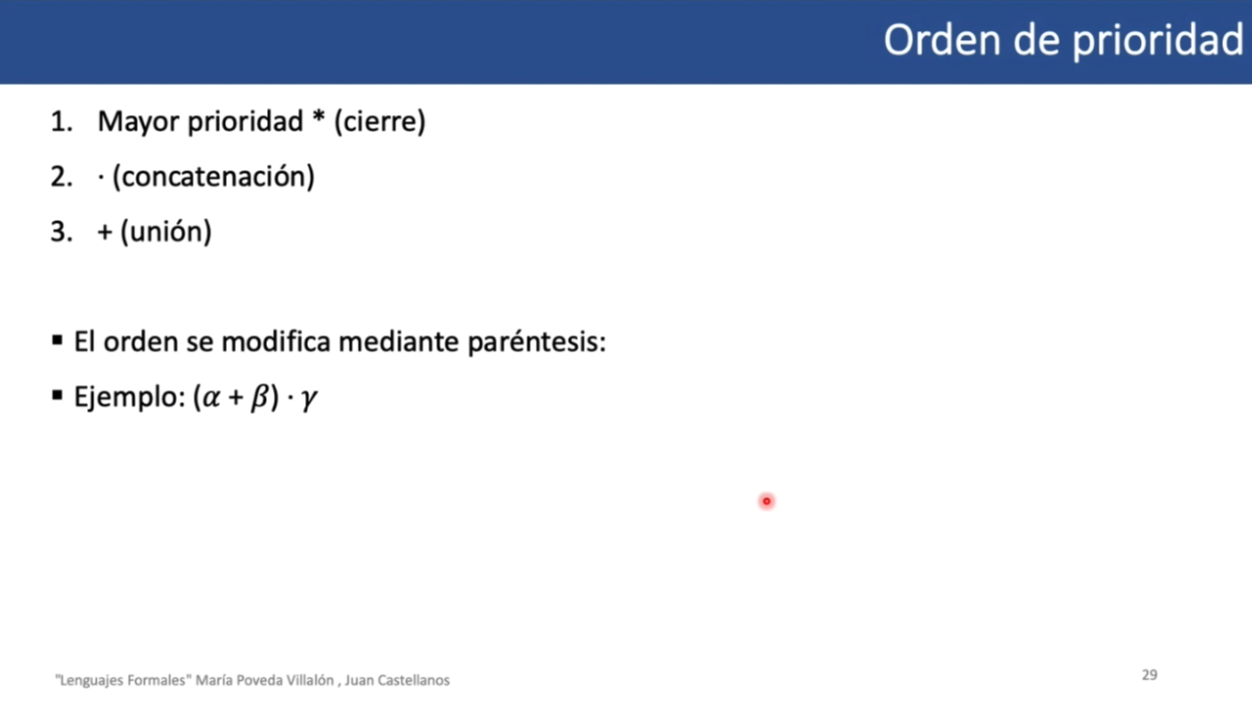 Orden de prioridad
1. Mayor prioridad * (cierre)
2. · (concatenación)
3. + (unión)
▪ El orden se modifica mediante paréntesis:
▪ Ejemplo: (α + β) · γ
"Lenguajes Formales" María Poveda Villalón , Juan Castellanos
29